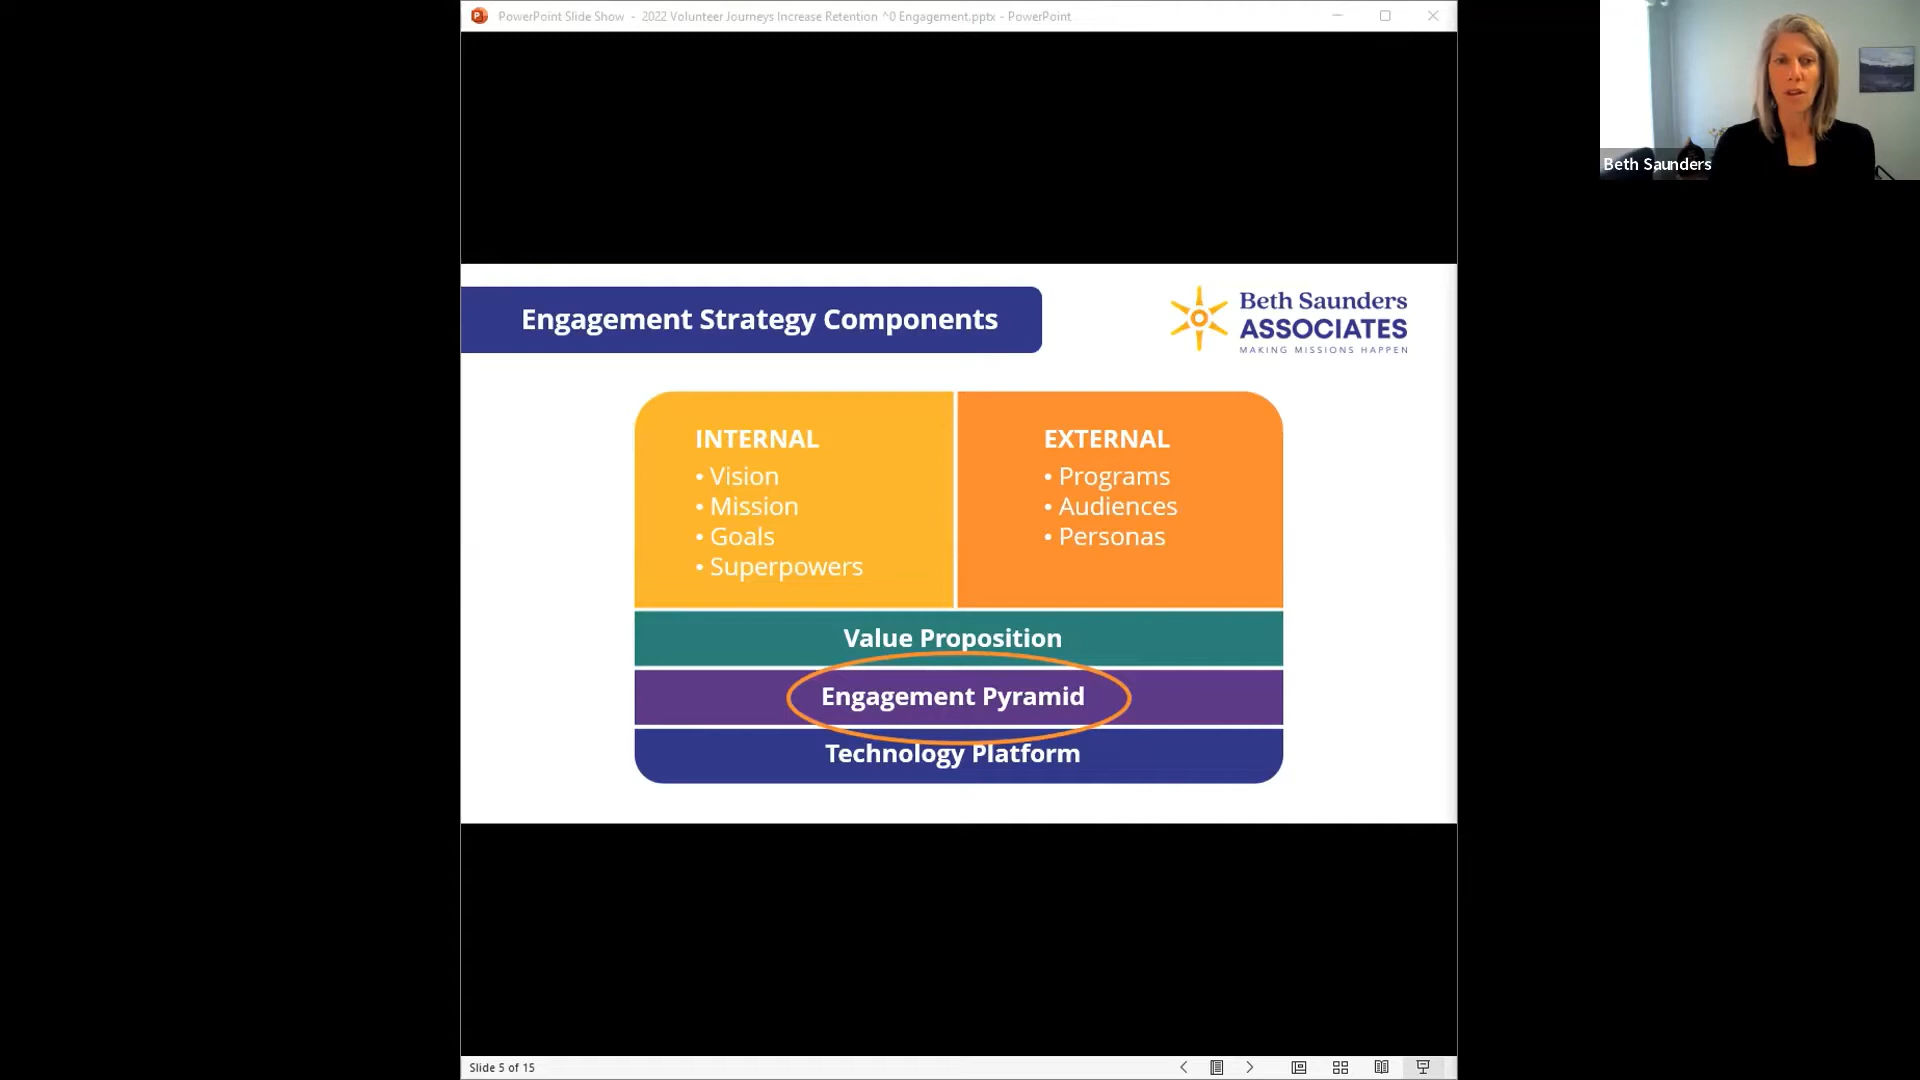 PowerPoint Slide Show - 2022 Volunteer Journeys Increase Retention ^0 Engagement.pptx - PowerPoint
Beth Saunders
Engagement Strategy Components
Beth Saunders
ASSOCIATES
MAKING MISSIONS HAPPEN
INTERNAL
• Vision
• Mission
• Goals
• Superpowers
EXTERNAL
• Programs
• Audiences
• Personas
Value Proposition
Engagement Pyramid
Technology Platform
Slide 5 of 15